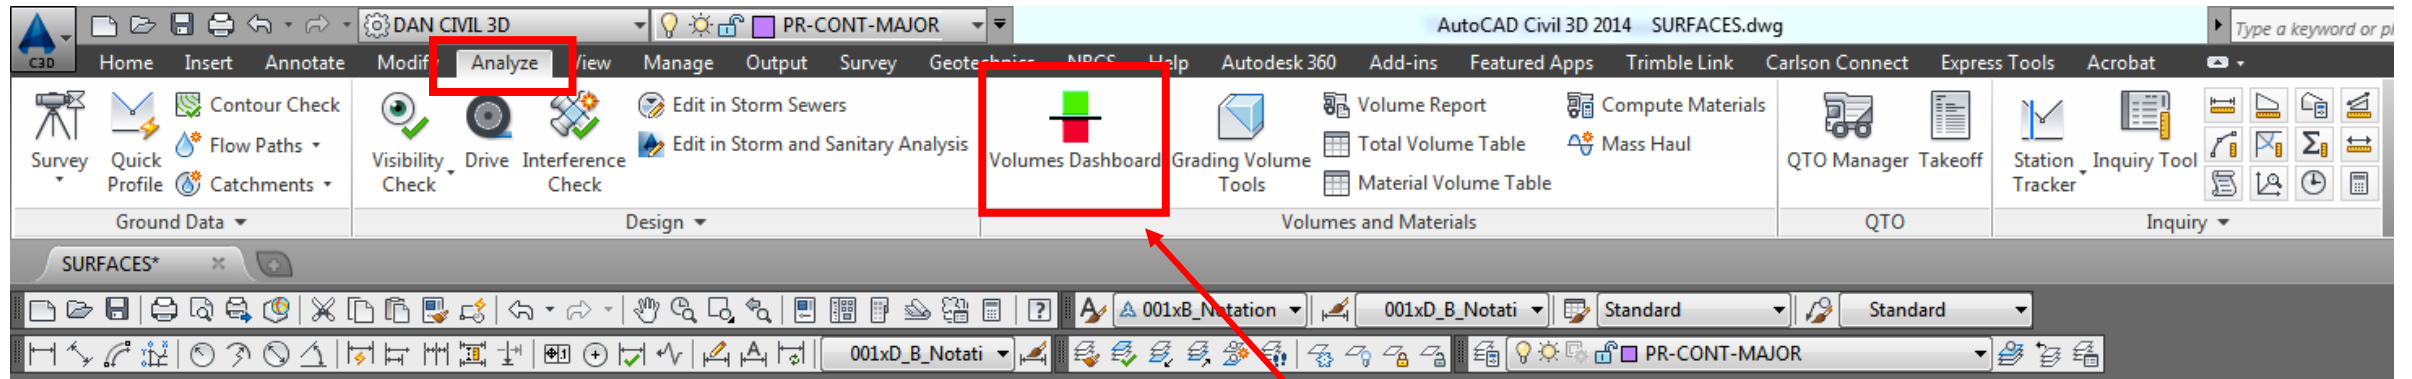 DAN CIVIL 3D PR-CONT-MAJOR AutoCAD Civil 3D 2014 SURFACES.dwg Type a keyword or
C3D Home Insert Annotate Modify Analyze View Manage Output Survey Geotechnics NRCS Help Autodesk 360 Add-ins Featured Apps Trimble Link Carlson Connect Express Tools Acrobat
Survey
Quick
Profile
Contour Check
Flow Paths
Catchments
Visibility
Check
Drive
Interference
Check
Edit in Storm Sewers
Edit in Storm and Sanitary Analysis
Volumes Dashboard
Grading Volume
Tools
Volume Report
Total Volume Table
Material Volume Table
Compute Materials
Mass Haul
QTO Manager
Takeoff
Station
Tracker
Inquiry Tool
Ground Data Design Volumes and Materials QTO Inquiry
SURFACES*
001xB_Notation 001xD_B_Notati Standard Standard
001xD_B_Notati PR-CONT-MAJOR